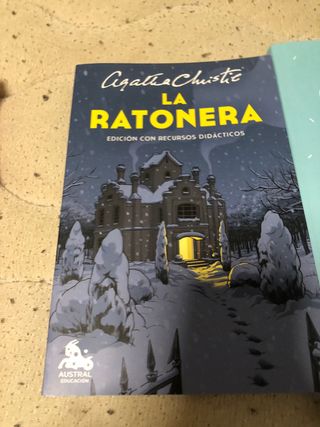 Agatha Christie
LA
RATONERA
EDICIÓN CON RECURSOS DIDÁCTICOS
AUSTRAL
EDUCACIÓN